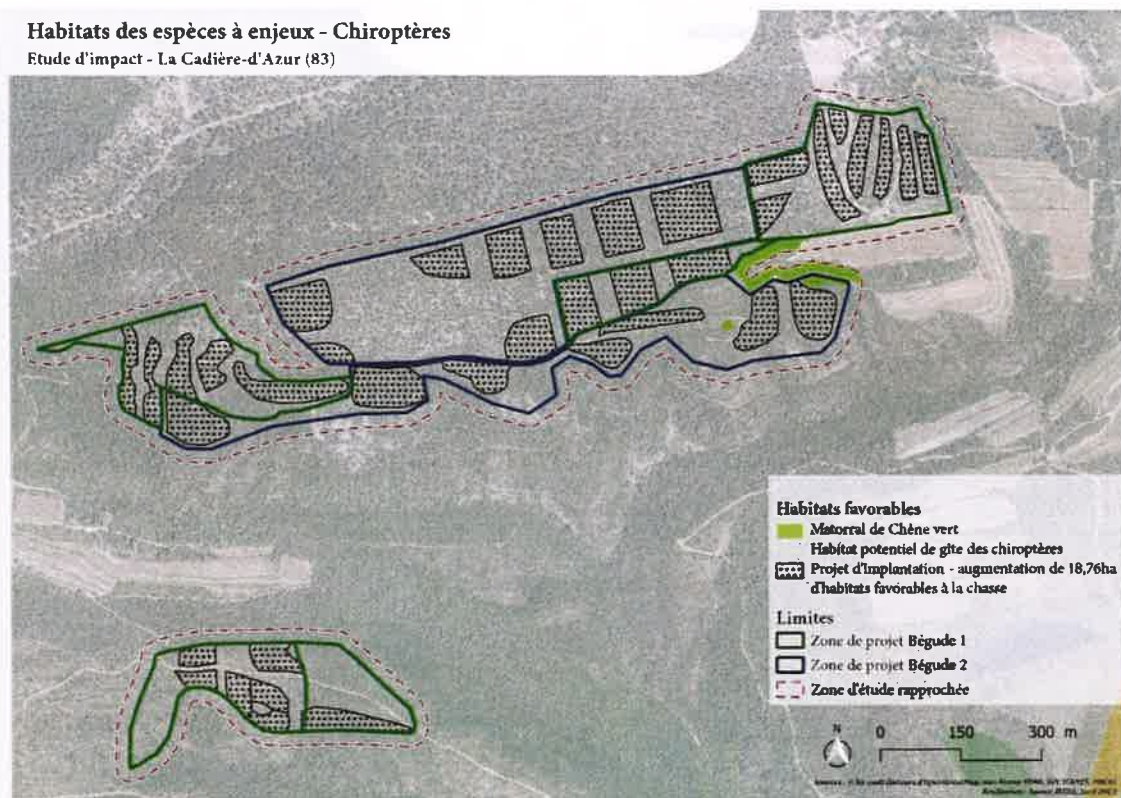 Habitats des espèces à enjeux - Chiroptères
Etude d'impact - La Cadière-d'Azur (83)
Habitats favorables
Matorral de Chêne vert
Habitat potentiel de gîte des chiroptères
Projet d'Implantation - augmentation de 18,76ha
d'habitats favorables à la chasse
Limites
Zone de projet Bégude 1
Zone de projet Bégude 2
Zone d'étude rapprochée
N
0 150 300 m